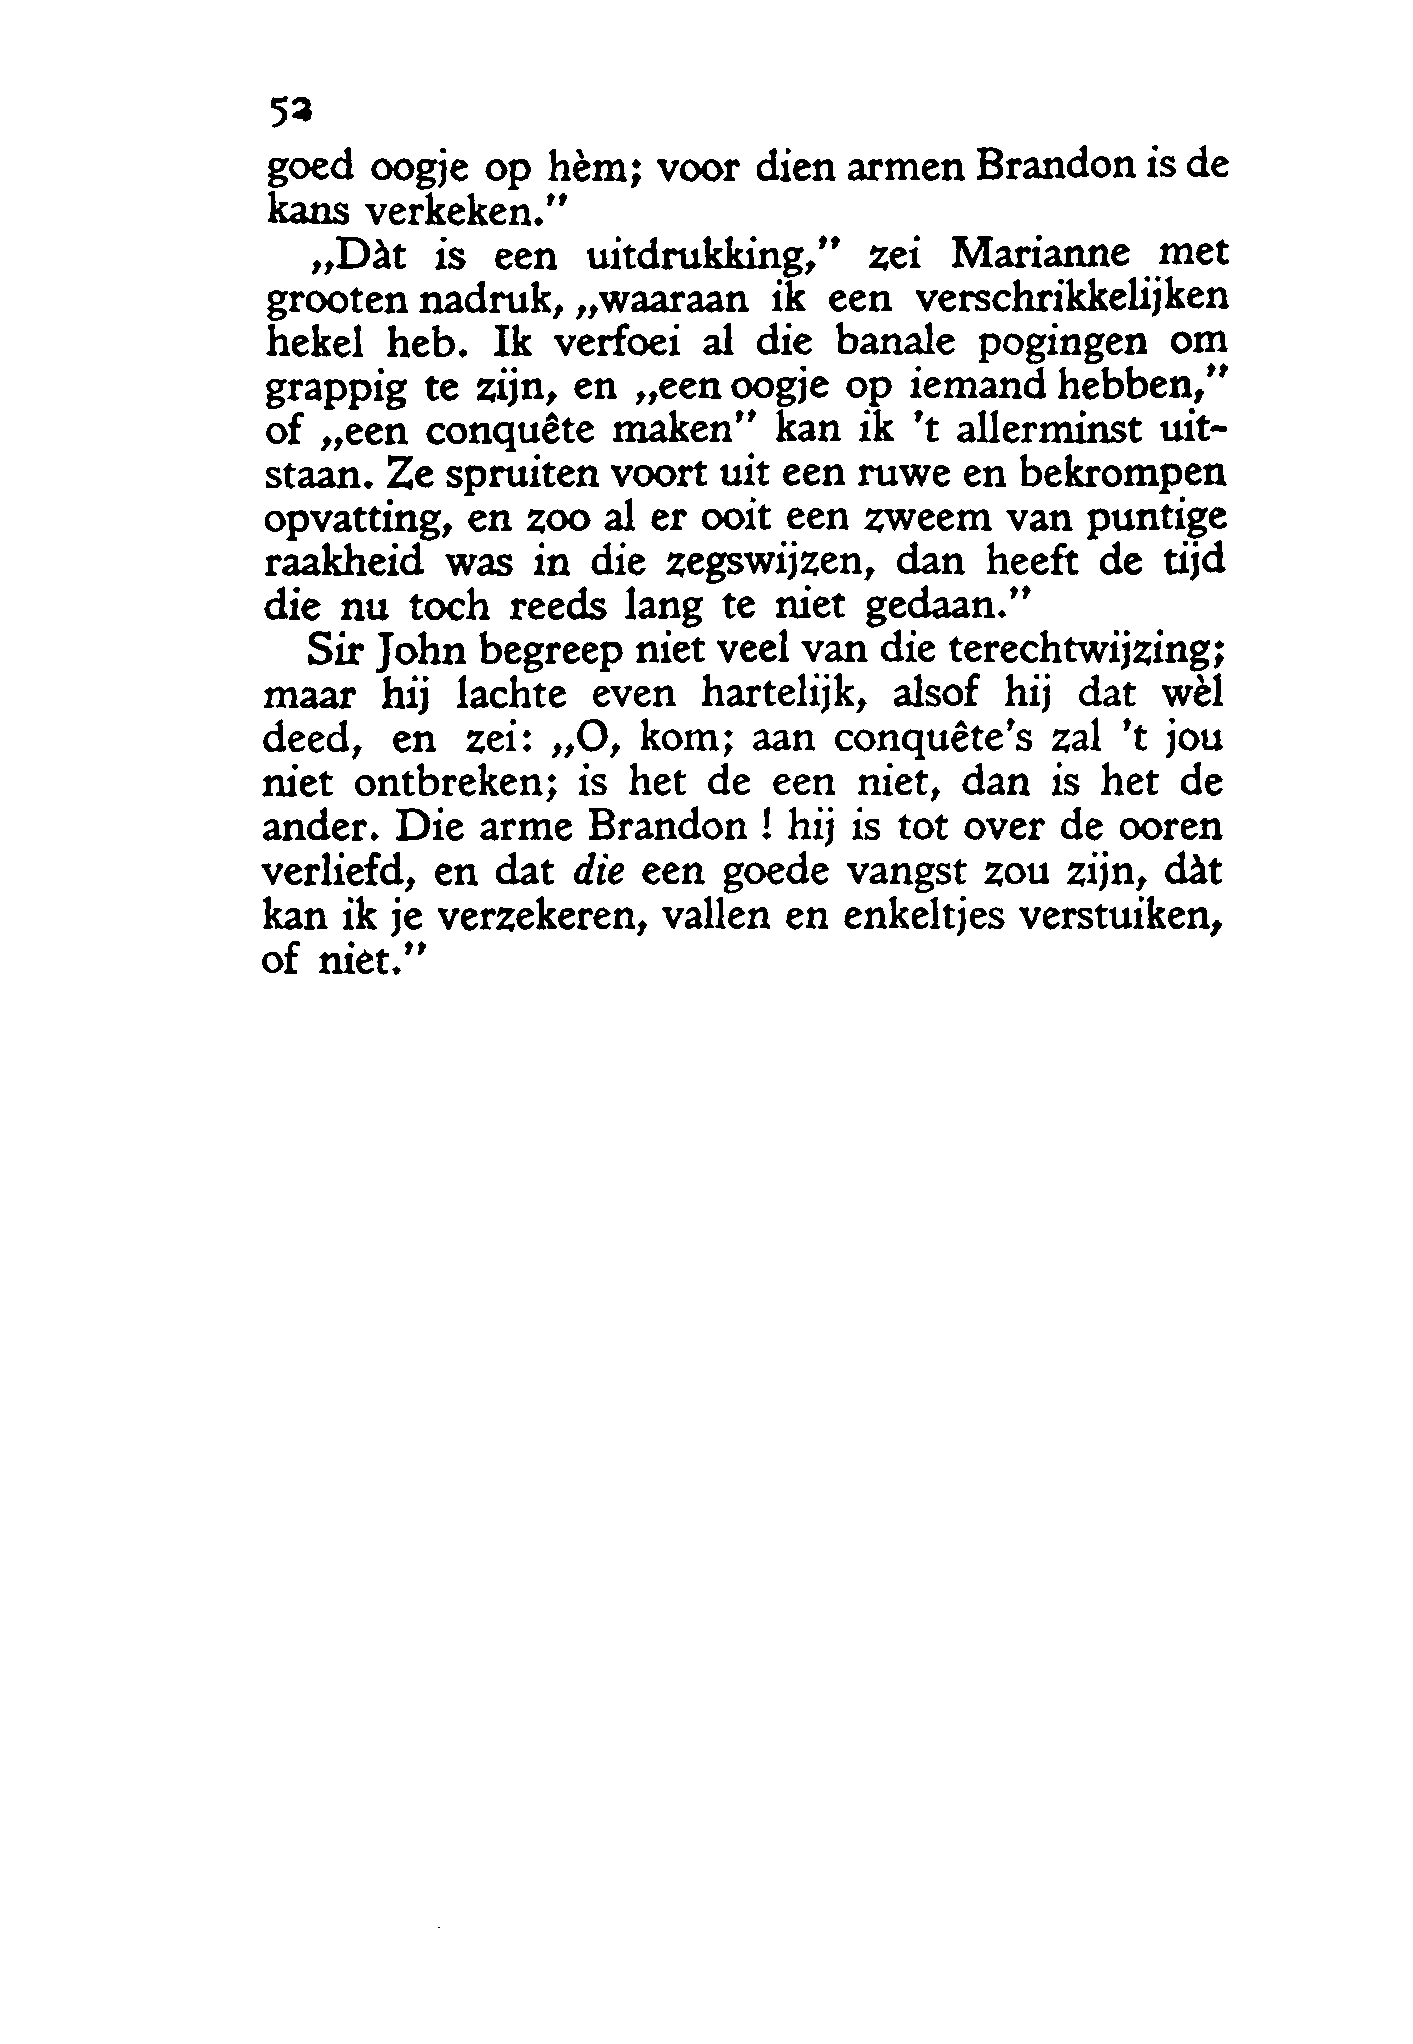 52
goed oogje op hèm; voor dien armen Brandon is de
kans verkeken."
„Dàt is een uitdrukking," zei Marianne met
grooten nadruk, „waaraan ik een verschrikkelijken
hekel heb. Ik verfoei al die banale pogingen om
grappig te zijn, en „een oogje op iemand hebben,"
of „een conquête maken" kan ik 't allerminst uit-
staan. Ze spruiten voort uit een ruwe en bekrompen
opvatting, en zoo al er ooit een zweem van puntige
raakheid was in die zegswijzen, dan heeft de tijd
die nu toch reeds lang te niet gedaan."
Sir John begreep niet veel van die terechtwijzing;
maar hij lachte even hartelijk, alsof hij dat wèl
deed, en zei: „O, kom; aan conquête's zal 't jou
niet ontbreken; is het de een niet, dan is het de
ander. Die arme Brandon ! hij is tot over de ooren
verliefd, en dat die een goede vangst zou zijn, dàt
kan ik je verzekeren, vallen en enkeltjes verstuiken,
of niet."